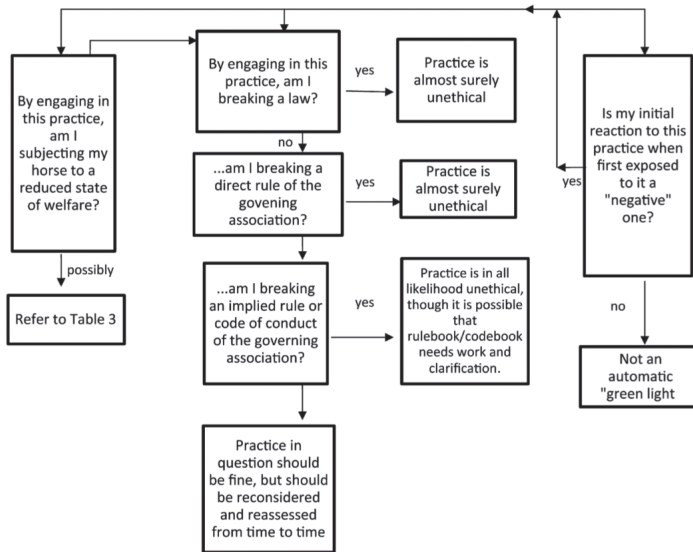 By engaging in
this practice,
am I
subjecting my
horse to a
reduced state
of welfare?
possibly
Refer to Table 3
By engaging in this
practice, am I
breaking a law?
yes
Practice is
almost surely
unethical
no
...am I breaking a
direct rule of the
govening
association?
yes
Practice is
almost surely
unethical
...am I breaking
an implied rule or
code of conduct
of the governing
association?
yes
Practice is in all
likelihood unethical,
though it is possible
that
rulebook/codebook
needs work and
clarification.
Practice in
question should
be fine, but should
be reconsidered
and reassessed
from time to time
Is my initial
reaction to this
practice when
first exposed
to it a
"negative"
one?
yes
no
Not an
automatic
"green light